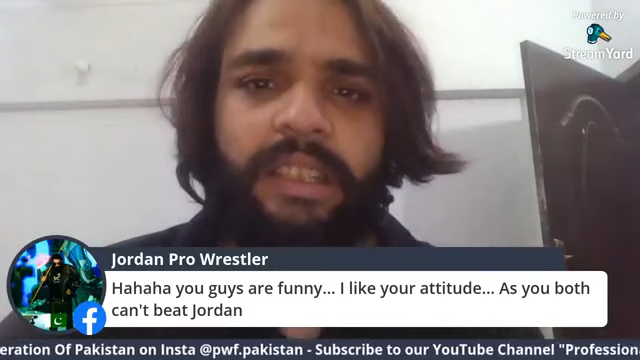 Powered by
StreamYard
Jordan Pro Wrestler
Hahaha you guys are funny... I like your attitude... As you both
can't beat Jordan
eration Of Pakistan on Insta @pwf.pakistan - Subscribe to our YouTube Channel "Profession